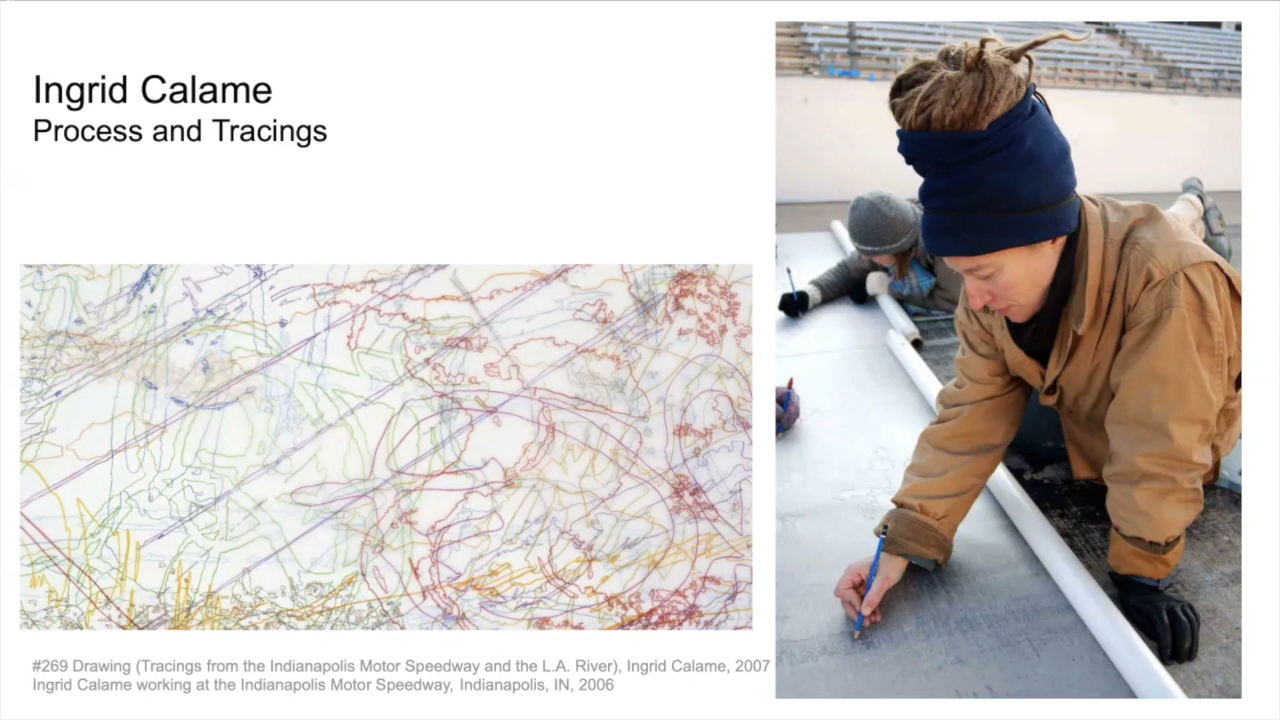 Ingrid Calame
Process and Tracings
#269 Drawing (Tracings from the Indianapolis Motor Speedway and the L.A. River), Ingrid Calame, 2007
Ingrid Calame working at the Indianapolis Motor Speedway, Indianapolis, IN, 2006